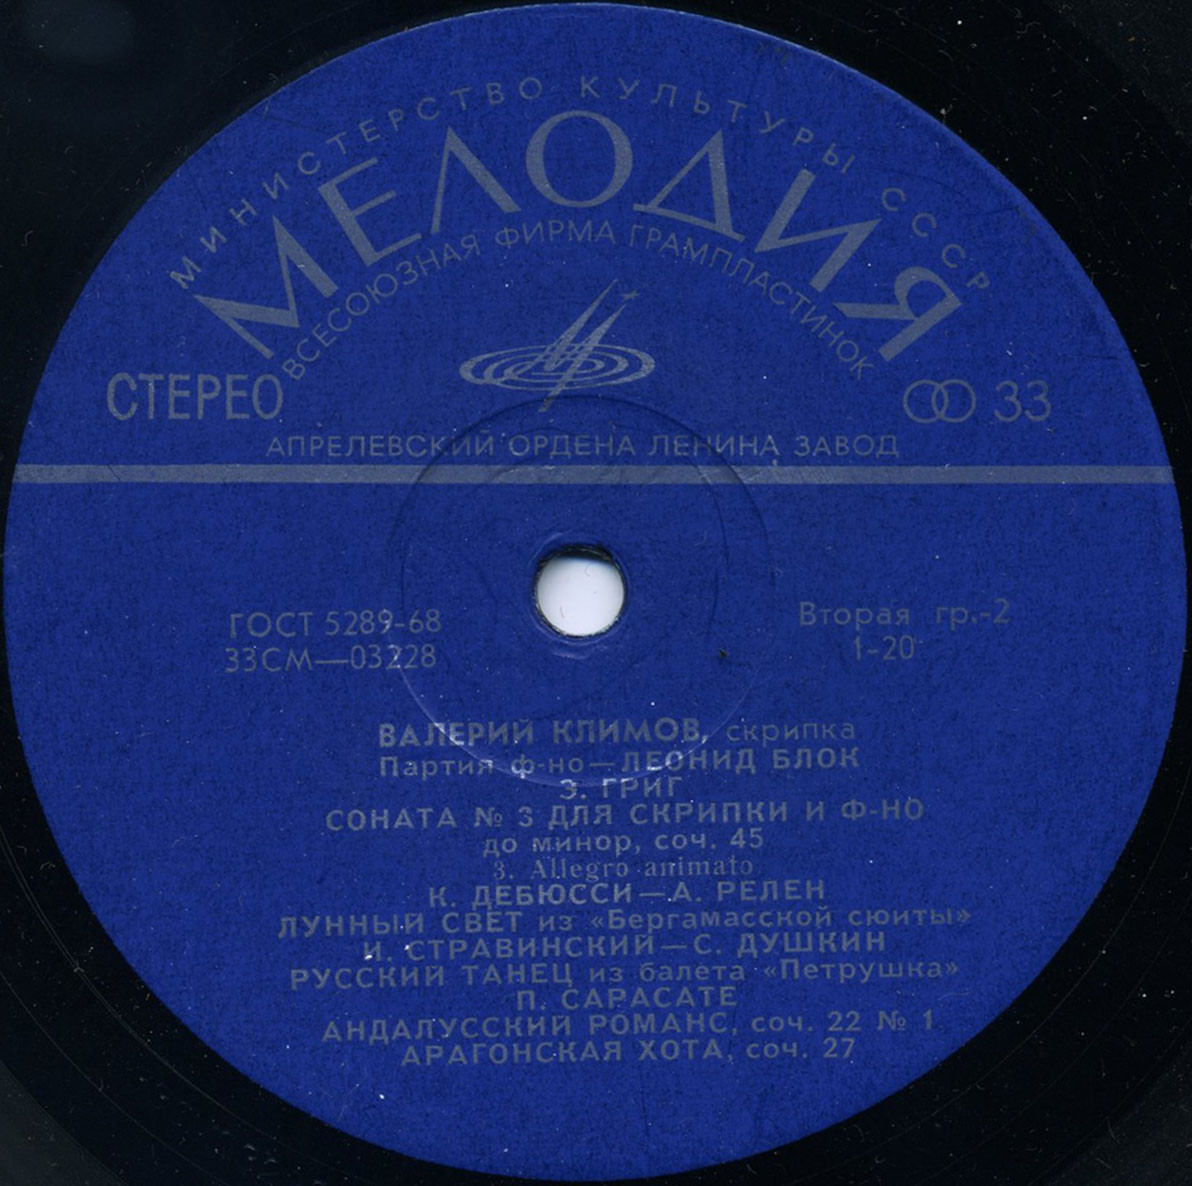 МИНИСТЕРСТВО КУЛЬТУРЫ СССР
МЕЛОДИЯ
ВСЕСОЮЗНАЯ ФИРМА ГРАМПЛАСТИНОК
СТЕРЕО
33
АПРЕЛЕВСКИЙ ОРДЕНА ЛЕНИНА ЗАВОД
ГОСТ 5289-68
33СМ—03228
Вторая гр.-2
1-20
ВАЛЕРИЙ КЛИМОВ, скрипка
Партия ф-но—ЛЕОНИД БЛОК
Э. ГРИГ
СОНАТА № 3 ДЛЯ СКРИПКИ И Ф-НО
до минор, соч. 45
3. Allegro animato
К. ДЕБЮССИ—А. РЕЛЕН
ЛУННЫЙ СВЕТ из «Бергамасской сюиты»
И. СТРАВИНСКИЙ—С. ДУШКИН
РУССКИЙ ТАНЕЦ из балета «Петрушка»
П. САРАСАТЕ
АНДАЛУССКИЙ РОМАНС, соч. 22 № 1
АРАГОНСКАЯ ХОТА, соч. 27